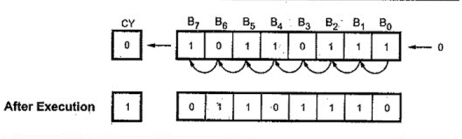 CY B₇ B₆ B₅ B₄ B₃ B₂ B₁ B₀
0 1 0 1 1 0 1 1 1 0
After Execution 1 0 1 1 0 1 1 1 0